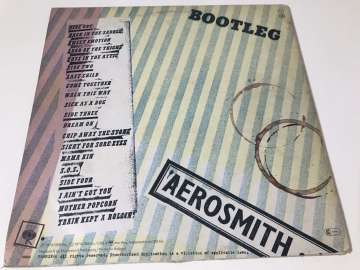 BOOTLEG
SIDE ONE
BACK IN THE SADDLE
SWEET EMOTION
LORD OF THE THIGHS
TOYS IN THE ATTIC
SIDE TWO
LAST CHILD
COME TOGETHER
WALK THIS WAY
SICK AS A DOG
SIDE THREE
DREAM ON
CHIP AWAY THE STONE
SIGHT FOR SORE EYES
MAMA KIN
S.O.S.
SIDE FOUR
I AIN'T GOT YOU
MOTHER POPCORN
TRAIN KEPT A ROLLIN'
AEROSMITH